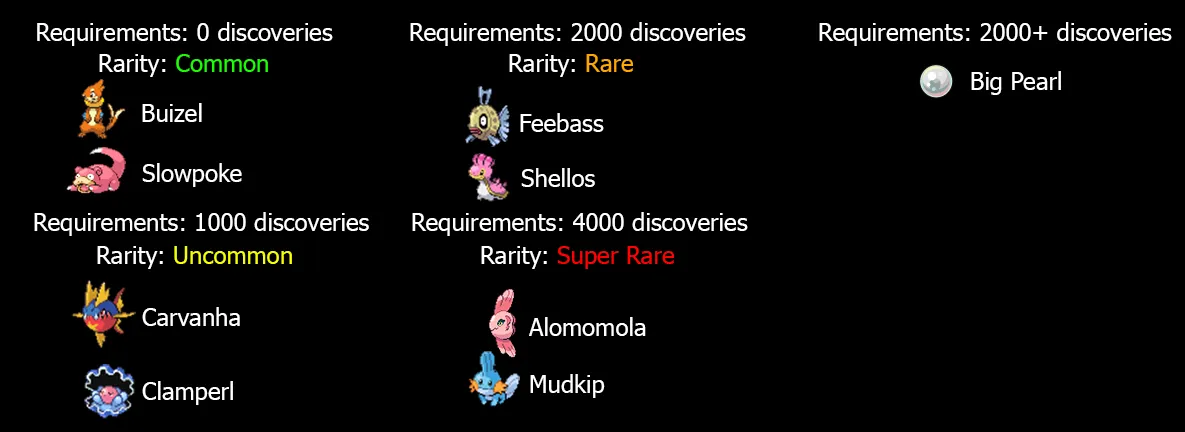 Requirements: 0 discoveries
Rarity: Common
Buizel
Slowpoke
Requirements: 1000 discoveries
Rarity: Uncommon
Carvanha
Clamperl
Requirements: 2000 discoveries
Rarity: Rare
Feebass
Shellos
Requirements: 4000 discoveries
Rarity: Super Rare
Alomomola
Mudkip
Requirements: 2000+ discoveries
Big Pearl